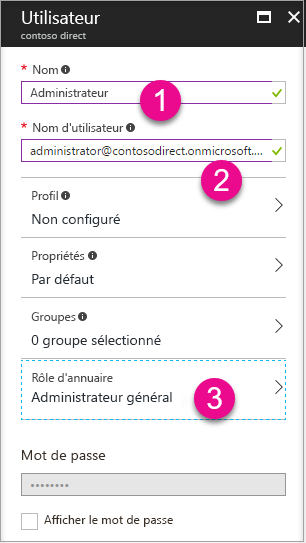 Utilisateur
contoso direct
* Nom
Administrateur
1
* Nom d'utilisateur
administrator@contosodirect.onmicrosoft....
2
Profil
Non configuré
Propriétés
Par défaut
Groupes
0 groupe sélectionné
Rôle d'annuaire
Administrateur général
3
Mot de passe
••••••••
Afficher le mot de passe